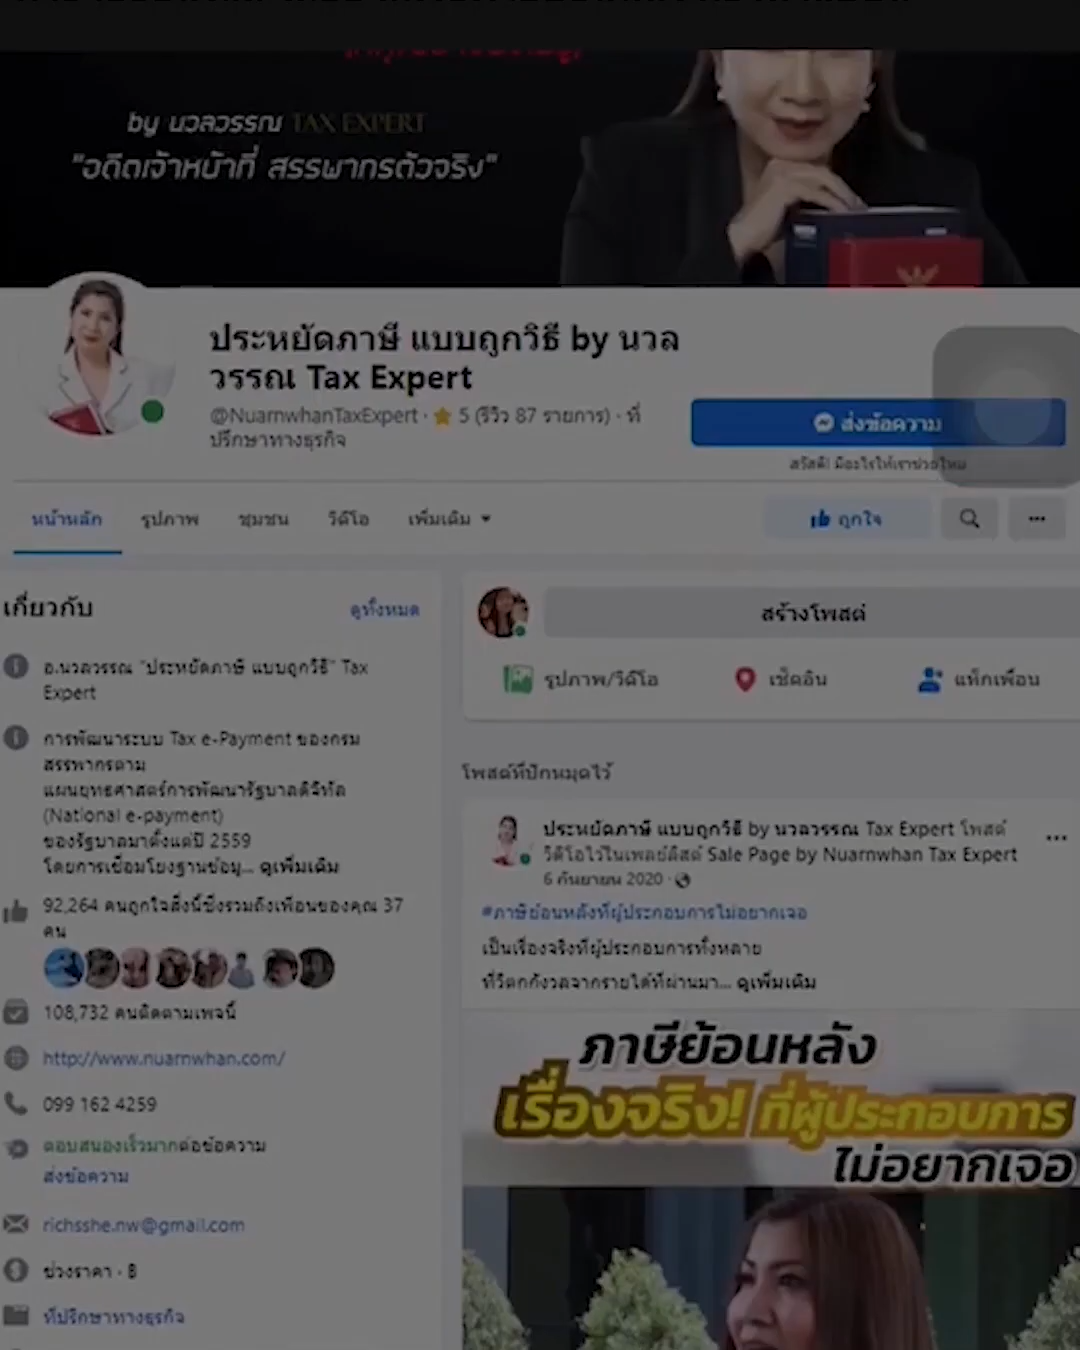 by นวลวรรณ TAX EXPERT
"อดีตเจ้าหน้าที่ สรรพากรตัวจริง"
ประหยัดภาษี แบบถูกวิธี by นวล
วรรณ Tax Expert
@NuarnwhanTaxExpert · 5 (รีวิว 87 รายการ) · ที่
ปรึกษาทางธุรกิจ
ส่งข้อความ
สวัสดี! มีอะไรให้เราช่วยไหม
หน้าหลัก รูปภาพ ชุมชน วิดีโอ เพิ่มเติม
ถูกใจ
เกี่ยวกับ ดูทั้งหมด
อ.นวลวรรณ "ประหยัดภาษี แบบถูกวิธี" Tax
Expert
การพัฒนาระบบ Tax e-Payment ของกรม
สรรพากรตาม
แผนยุทธศาสตร์การพัฒนารัฐบาลดิจิทัล
(National e-payment)
ของรัฐบาลมาตั้งแต่ปี 2559
โดยการเชื่อมโยงฐานข้อมู... ดูเพิ่มเติม
92,264 คนถูกใจสิ่งนี้ซึ่งรวมถึงเพื่อนของคุณ 37
คน
108,732 คนติดตามเพจนี้
http://www.nuarnwhan.com/
099 162 4259
ตอบสนองเร็วมากต่อข้อความ
ส่งข้อความ
richsshe.nw@gmail.com
ช่วงราคา · ฿
ที่ปรึกษาทางธุรกิจ
สร้างโพสต์
รูปภาพ/วิดีโอ เช็คอิน แท็กเพื่อน
โพสต์ที่ปักหมุดไว้
ประหยัดภาษี แบบถูกวิธี by นวลวรรณ Tax Expert โพสต์
วิดีโอไว้ในเพลย์ลิสต์ Sale Page by Nuarnwhan Tax Expert
6 กันยายน 2020
#ภาษีย้อนหลังที่ผู้ประกอบการไม่อยากเจอ
เป็นเรื่องจริงที่ผู้ประกอบการทั้งหลาย
ที่วิตกกังวลจากรายได้ที่ผ่านมา... ดูเพิ่มเติม
ภาษีย้อนหลัง
เรื่องจริง! ที่ผู้ประกอบการ
ไม่อยากเจอ